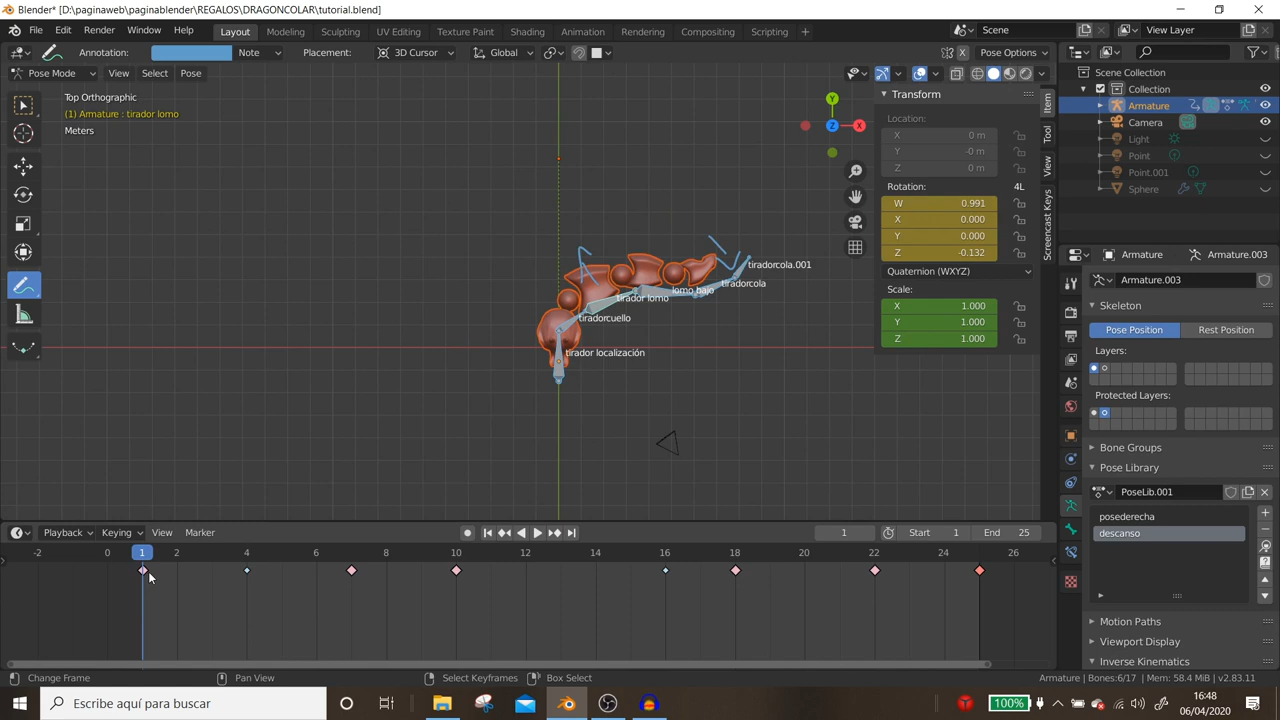 Blender* [D:\paginaweb\paginablender\REGALOS\DRAGONCOLAR\tutorial.blend]
File Edit Render Window Help Layout Modeling Sculpting UV Editing Texture Paint Shading Animation Rendering Compositing Scripting + Scene View Layer
Annotation: Note Placement: 3D Cursor Global X Pose Options
Pose Mode View Select Pose
Top Orthographic
(1) Armature : tirador lomo
Meters
Y
Z X
tiradorcola.001
tiradorcola
lomo bajo
tirador lomo
tiradorcuello
tirador localización
Transform
Location:
X 0 m
Y -0 m
Z 0 m
Rotation: 4L
W 0.991
X 0.000
Y 0.000
Z -0.132
Quaternion (WXYZ)
Scale:
X 1.000
Y 1.000
Z 1.000
Item
Tool
View
Screencast Keys
Scene Collection
Collection
Armature
Camera
Light
Point
Point.001
Sphere
Armature Armature.003
Armature.003
Skeleton
Pose Position Rest Position
Layers:
Protected Layers:
Bone Groups
Pose Library
PoseLib.001
posederecha
descanso
Motion Paths
Viewport Display
Inverse Kinematics
Playback Keying View Marker 1 Start 1 End 25
-2 0 1 2 4 6 8 10 12 14 16 18 20 22 24 26
Change Frame Pan View Select Keyframes Box Select Armature | Bones:6/17 | Mem: 58.4 MiB | v2.83.11
Escribe aquí para buscar 100% 16:48
06/04/2020